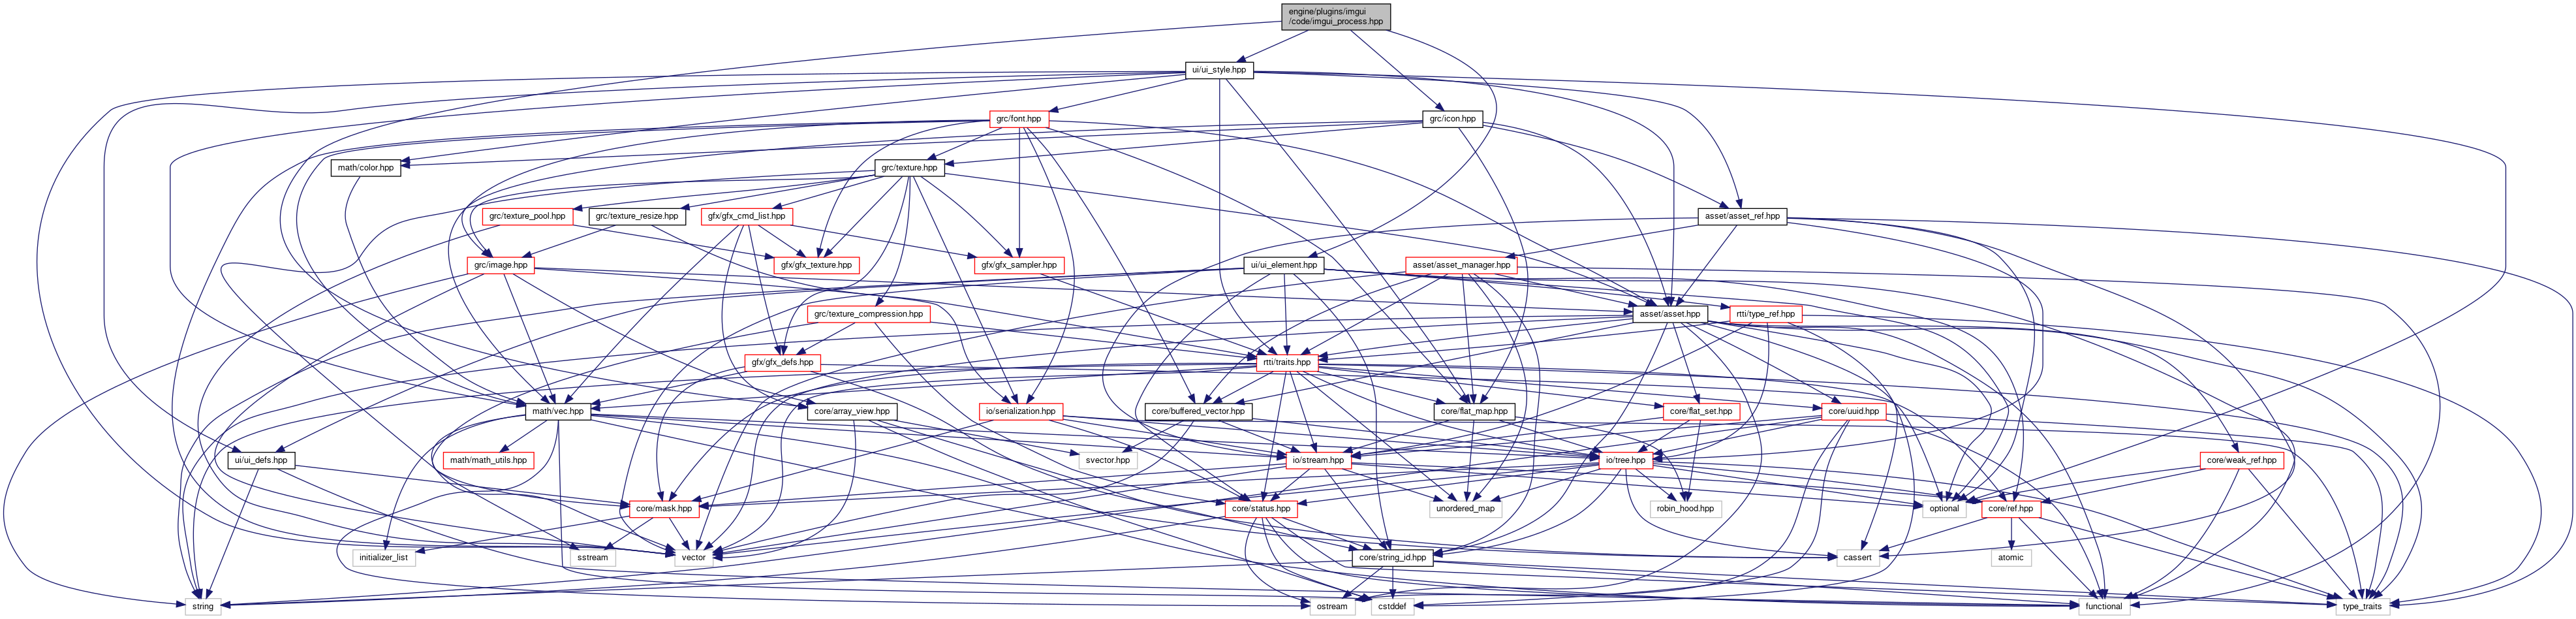 engine/plugins/imgui
/code/imgui_process.hpp
ui/ui_style.hpp
grc/font.hpp
grc/icon.hpp
math/color.hpp
grc/texture.hpp
grc/texture_pool.hpp
grc/texture_resize.hpp
gfx/gfx_cmd_list.hpp
asset/asset_ref.hpp
grc/image.hpp
gfx/gfx_texture.hpp
gfx/gfx_sampler.hpp
ui/ui_element.hpp
asset/asset_manager.hpp
grc/texture_compression.hpp
asset/asset.hpp
rtti/type_ref.hpp
gfx/gfx_defs.hpp
rtti/traits.hpp
math/vec.hpp
core/array_view.hpp
io/serialization.hpp
core/buffered_vector.hpp
core/flat_map.hpp
core/flat_set.hpp
core/uuid.hpp
ui/ui_defs.hpp
math/math_utils.hpp
svector.hpp
io/stream.hpp
io/tree.hpp
core/weak_ref.hpp
core/mask.hpp
core/status.hpp
unordered_map
robin_hood.hpp
optional
core/ref.hpp
initializer_list
sstream
vector
core/string_id.hpp
cassert
atomic
string
ostream
cstddef
functional
type_traits